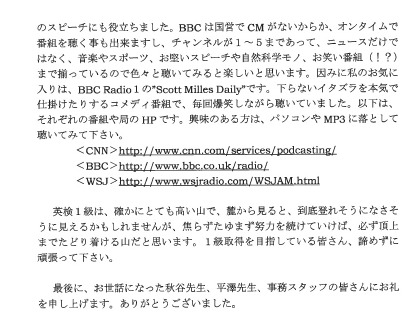 のスピーチにも役立ちました。BBCは国営でCMがないからか、オンタイムで
番組を聴く事も出来ますし、チャンネルが1～5まであって、ニュースだけで
はなく、音楽やスポーツ、お堅いスピーチや自然科学モノ、お笑い番組(!?)
まで揃っているので色々と聴いてみると楽しいと思います。因みに私のお気に
入りは、BBC Radio 1の"Scott Milles Daily"です。下らないイタズラを本気で
仕掛けたりするコメディ番組で、毎回爆笑しながら聴いていました。以下は、
それぞれの番組や局のHPです。興味のある方は、パソコンやMP3に落として
聴いてみて下さい。
<CNN>http://www.cnn.com/services/podcasting/
<BBC>http://www.bbc.co.uk/radio/
<WSJ>http://www.wsjradio.com/WSJAM.html
英検1級は、確かにとても高い山で、麓から見ると、到底登れそうになさそ
うに見えるかもしれませんが、焦らずたゆまず努力を続けていけば、必ず頂上
までたどり着ける山だと思います。1級取得を目指している皆さん、諦めずに
頑張って下さい。
最後に、お世話になった秋谷先生、平澤先生、事務スタッフの皆さんにお礼
を申し上げます。ありがとうございました。